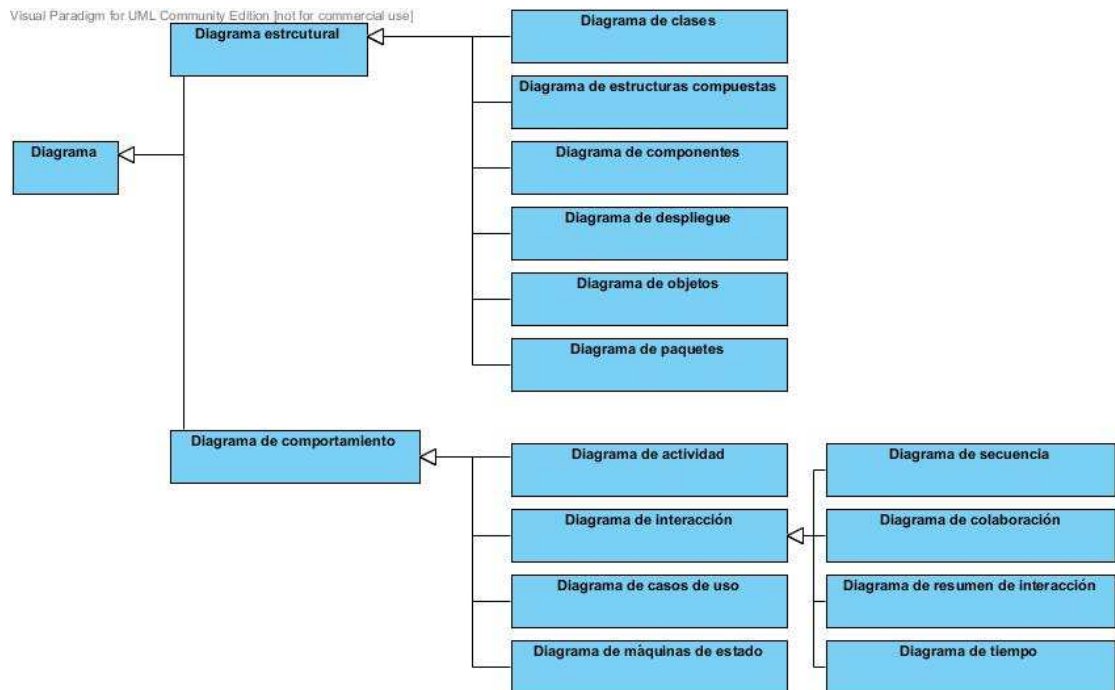 Visual Paradigm for UML Community Edition [not for commercial use]
Diagrama estrcutural
Diagrama de clases
Diagrama de estructuras compuestas
Diagrama
Diagrama de componentes
Diagrama de despliegue
Diagrama de objetos
Diagrama de paquetes
Diagrama de comportamiento
Diagrama de actividad
Diagrama de secuencia
Diagrama de interacción
Diagrama de colaboración
Diagrama de casos de uso
Diagrama de resumen de interacción
Diagrama de máquinas de estado
Diagrama de tiempo